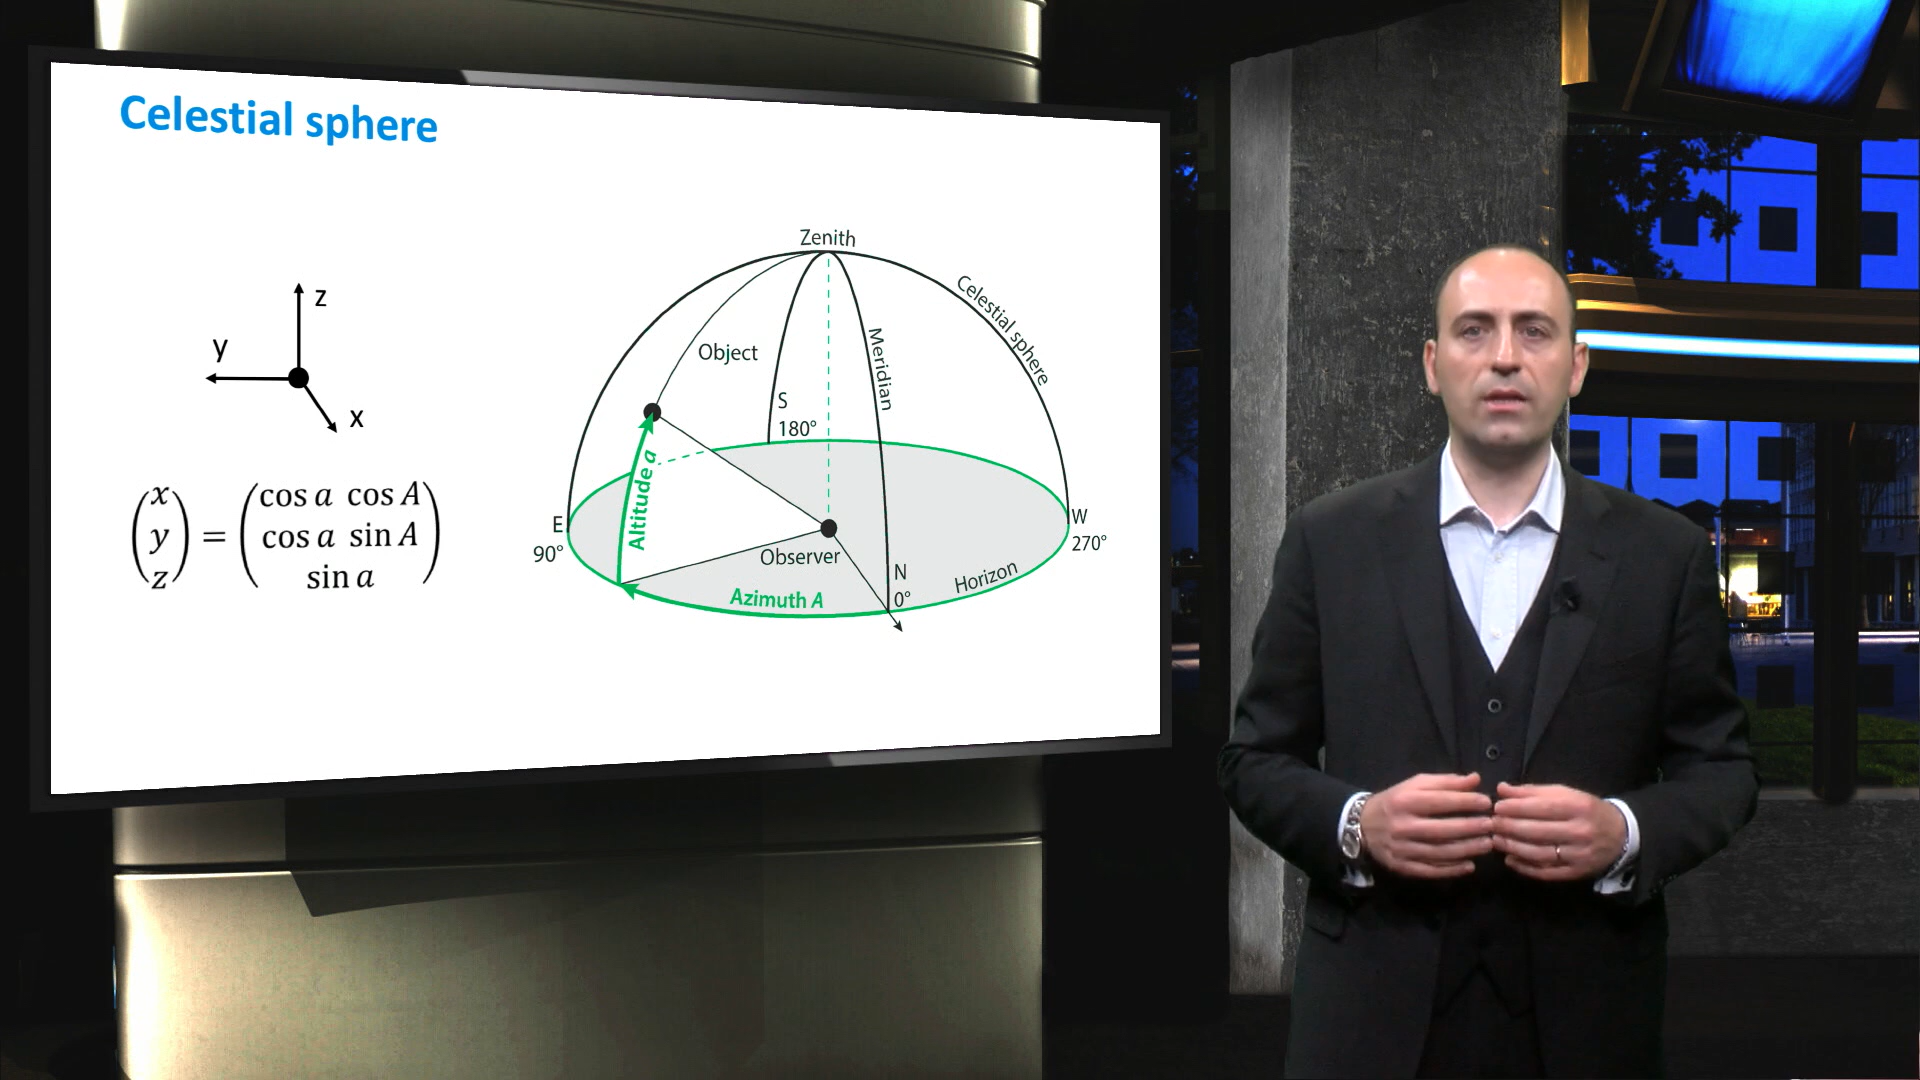 Celestial sphere
z
y
x
(x y z) = (cos a cos A
cos a sin A
sin a)
Zenith
Celestial sphere
Object
Meridian
S
180°
Altitude a
E
90°
W
270°
Observer
N
0°
Azimuth A
Horizon